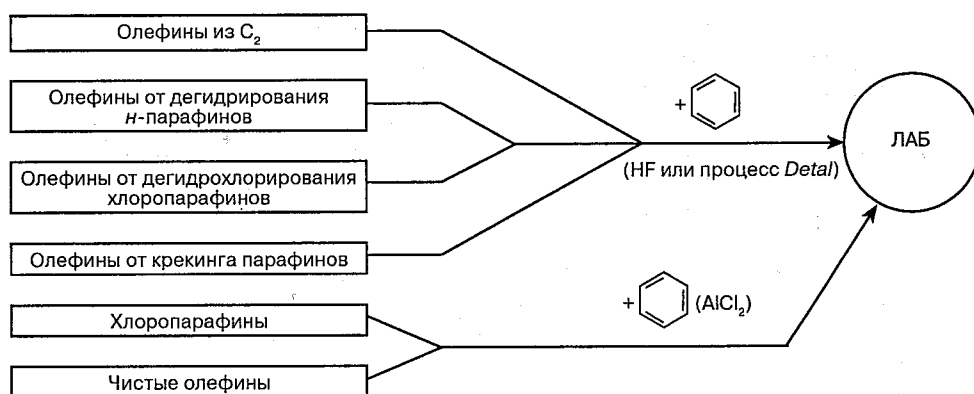 Олефины из C₂
Олефины от дегидрирования
н-парафинов
Олефины от дегидрохлорирования
хлоропарафинов
Олефины от крекинга парафинов
Хлоропарафины
Чистые олефины
+
(HF или процесс Detal)
+ (AlCl₂)
ЛАБ